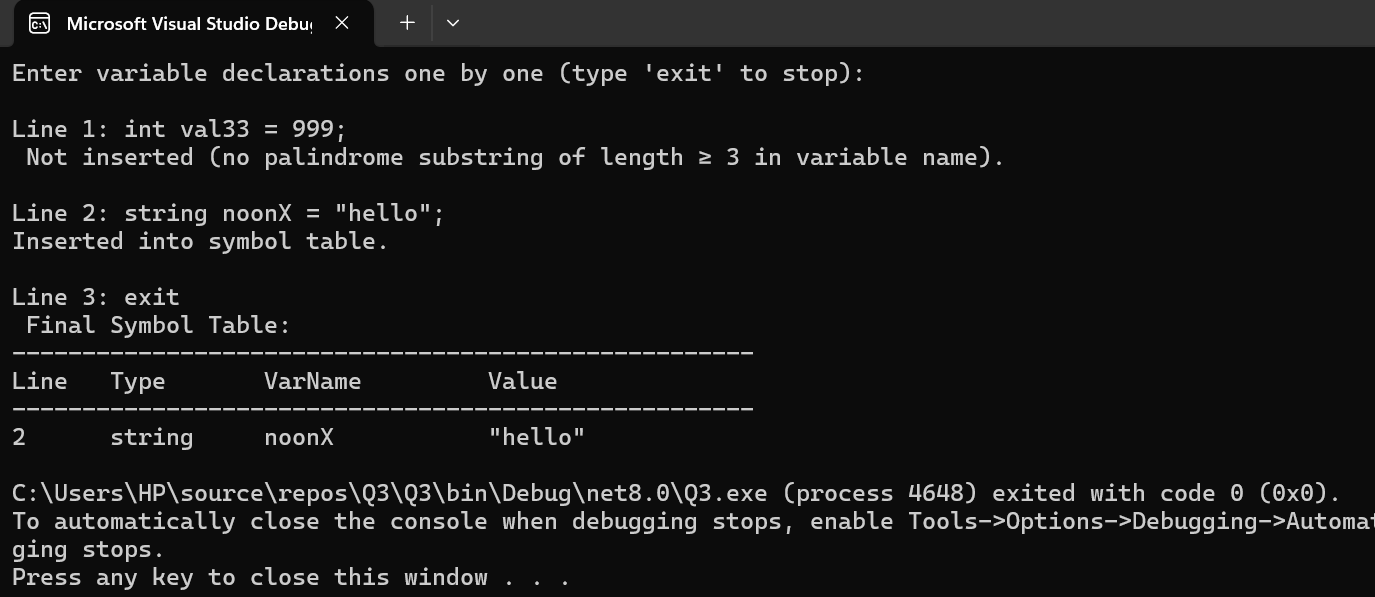 Microsoft Visual Studio Debug
Enter variable declarations one by one (type 'exit' to stop):
Line 1: int val33 = 999;
Not inserted (no palindrome substring of length ≥ 3 in variable name).
Line 2: string noonX = "hello";
Inserted into symbol table.
Line 3: exit
Final Symbol Table:
-----------------------------------------------------
Line Type VarName Value
-----------------------------------------------------
2 string noonX "hello"
C:\Users\HP\source\repos\Q3\Q3\bin\Debug\net8.0\Q3.exe (process 4648) exited with code 0 (0x0).
To automatically close the console when debugging stops, enable Tools->Options->Debugging->Automat
ging stops.
Press any key to close this window . . .